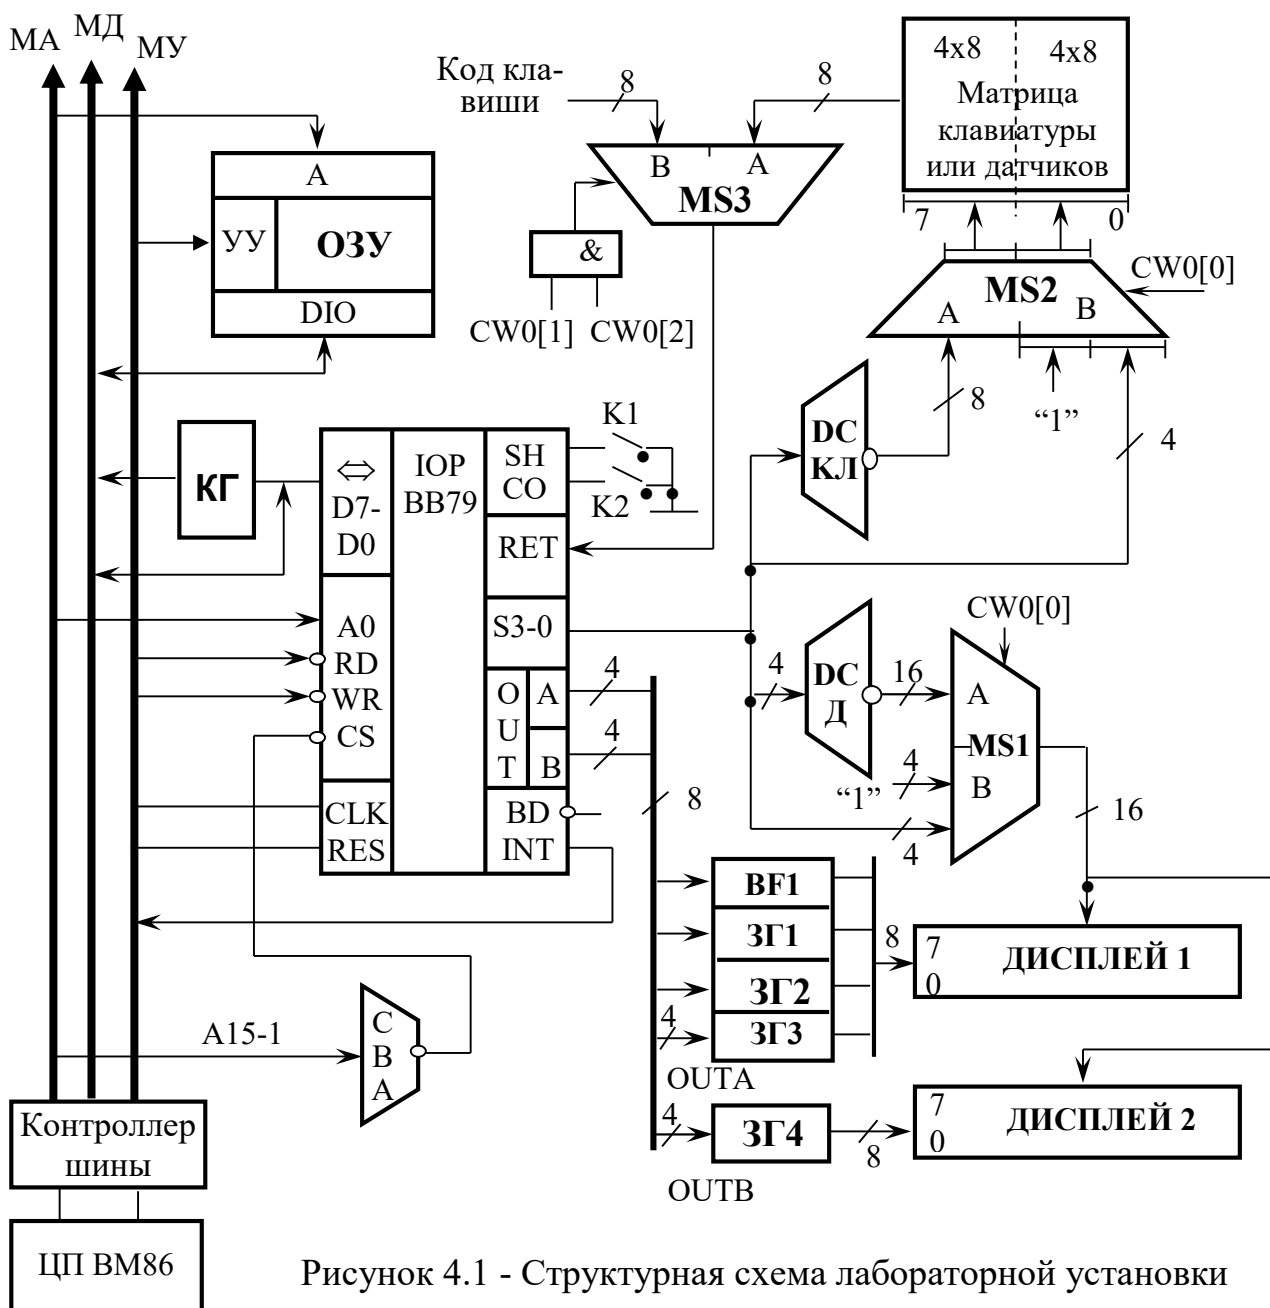 МА
МД
МУ
Код кла-
виши
8
8
4x8
4x8
Матрица
клавиатуры
или датчиков
7
0
A
УУ
ОЗУ
DIO
B
A
MS3
&
CW0[1]
CW0[2]
MS2
A
B
CW0[0]
“1”
8
4
DC
КЛ
КГ
⇔
D7-
D0
IOP
BB79
SH
CO
K1
K2
RET
S3-0
A0
RD
WR
CS
CLK
RES
O
U
T
A
B
BD
INT
4
4
8
CW0[0]
4
DC
Д
16
A
MS1
B
“1”
4
4
16
BF1
ЗГ1
ЗГ2
ЗГ3
4
OUTA
8
7
0
ДИСПЛЕЙ 1
A15-1
C
B
A
4
ЗГ4
8
OUTB
7
0
ДИСПЛЕЙ 2
Контроллер
шины
ЦП ВМ86
Рисунок 4.1 - Структурная схема лабораторной установки